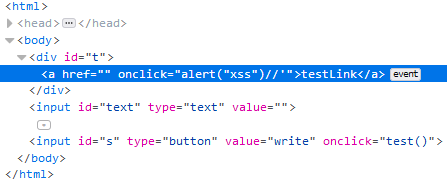 <html>
<head> ··· </head>
<body>
<div id="t">
<a href="" onclick="alert("xss")//'">testLink</a> event
</div>
<input id="text" type="text" value="">
<input id="s" type="button" value="write" onclick="test()">
</body>
</html>